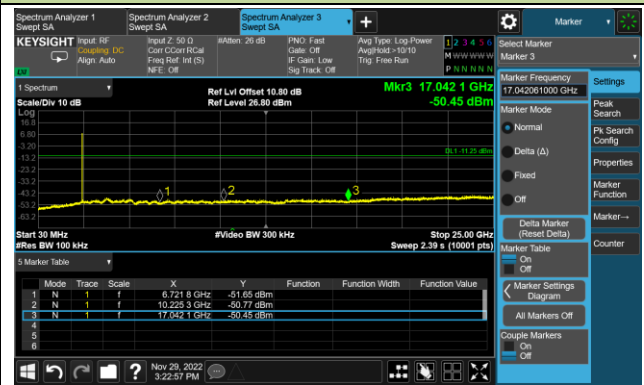 Spectrum Analyzer 1
Swept SA
Spectrum Analyzer 2
Swept SA
Spectrum Analyzer 3
Swept SA
Marker
KEYSIGHT
Input: RF
Coupling: DC
Align: Auto
Input Z: 50 Ω
Corr CCorr RCal
Freq Ref: Int (S)
NFE: Off
#Atten: 26 dB
PNO: Fast
Gate: Off
IF Gain: Low
Sig Track: Off
Avg Type: Log-Power
Avg|Hold:>10/10
Trig: Free Run
1 2 3 4 5 6
M W W W W W
P N N N N N
LXI
Select Marker
Marker 3
1 Spectrum
Scale/Div 10 dB
Log
Ref Lvl Offset 10.80 dB
Ref Level 26.80 dBm
Mkr3 17.042 1 GHz
-50.45 dBm
16.8
6.80
-3.20
-13.2
-23.2
-33.2
-43.2
-53.2
-63.2
DL1 -11.25 dBm
1
2
3
Start 30 MHz
#Res BW 100 kHz
#Video BW 300 kHz
Stop 25.00 GHz
Sweep 2.39 s (10001 pts)
5 Marker Table
Mode Trace Scale X Y Function Function Width Function Value
1 N 1 f 6.721 8 GHz -51.65 dBm
2 N 1 f 10.225 3 GHz -50.77 dBm
3 N 1 f 17.042 1 GHz -50.45 dBm
4
5
6
Marker Frequency
17.042061000 GHz
Marker Mode
Normal
Delta (Δ)
Fixed
Off
Delta Marker
(Reset Delta)
Marker Table
On
Off
Marker Settings
Diagram
All Markers Off
Couple Markers
On
Off
Settings
Peak
Search
Pk Search
Config
Properties
Marker
Function
Marker→
Counter
Nov 29, 2022
3:22:57 PM